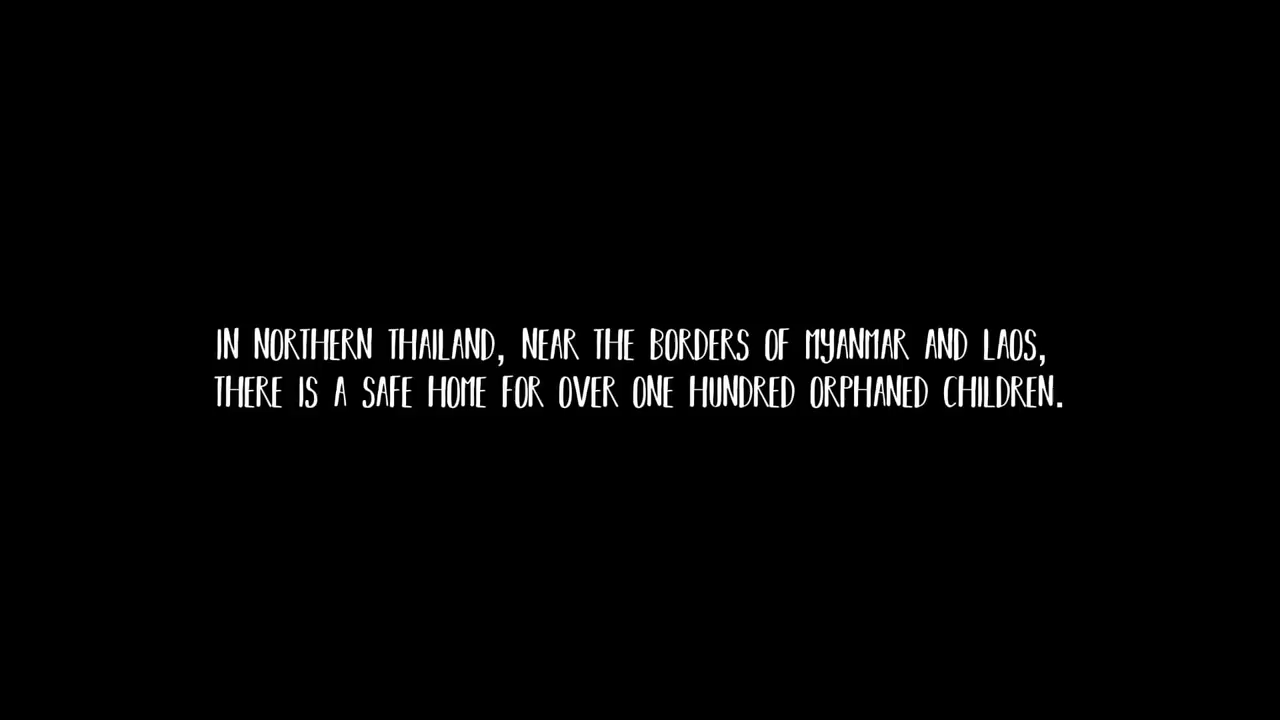 IN NORTHERN THAILAND, NEAR THE BORDERS OF MYANMAR AND LAOS,
THERE IS A SAFE HOME FOR OVER ONE HUNDRED ORPHANED CHILDREN.